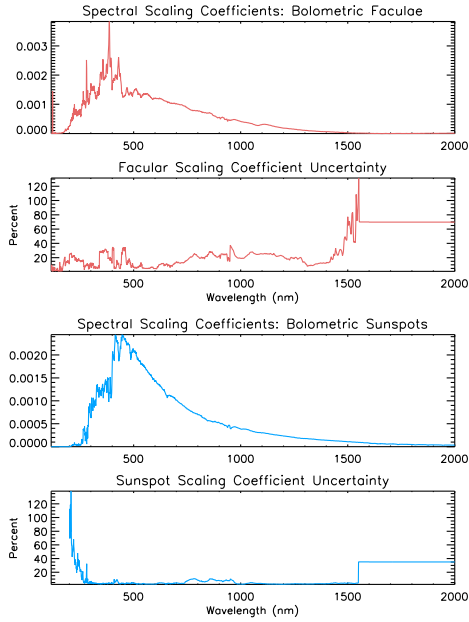 Spectral Scaling Coefficients: Bolometric Faculae
0.003
0.002
0.001
0.000
500 1000 1500 2000
Facular Scaling Coefficient Uncertainty
120
100
80
60
40
20
Percent
500 1000 1500 2000
Wavelength (nm)
Spectral Scaling Coefficients: Bolometric Sunspots
0.0020
0.0015
0.0010
0.0005
0.0000
500 1000 1500 2000
Sunspot Scaling Coefficient Uncertainty
120
100
80
60
40
20
Percent
500 1000 1500 2000
Wavelength (nm)